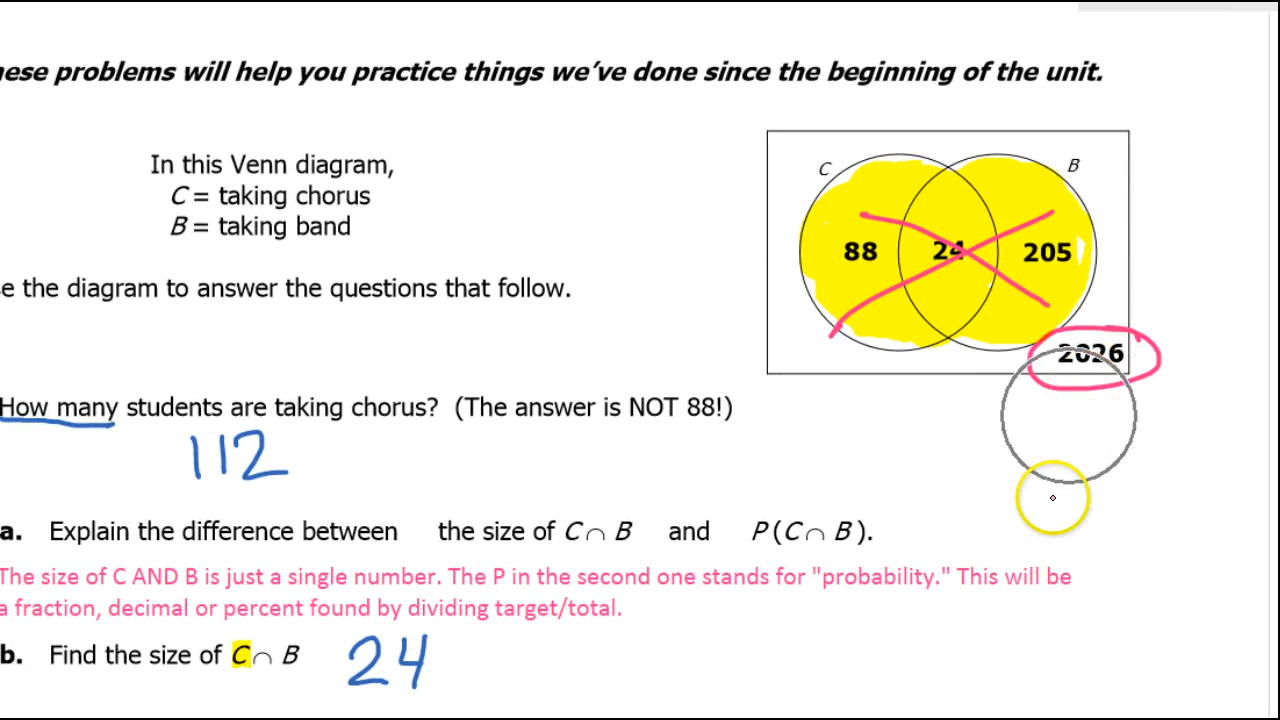 ese problems will help you practice things we've done since the beginning of the unit.
In this Venn diagram,
C = taking chorus
B = taking band
C
B
88
24
205
e the diagram to answer the questions that follow.
2026
How many students are taking chorus? (The answer is NOT 88!)
112
a. Explain the difference between the size of C ∩ B and P(C ∩ B).
The size of C AND B is just a single number. The P in the second one stands for "probability." This will be
a fraction, decimal or percent found by dividing target/total.
b. Find the size of C ∩ B 24